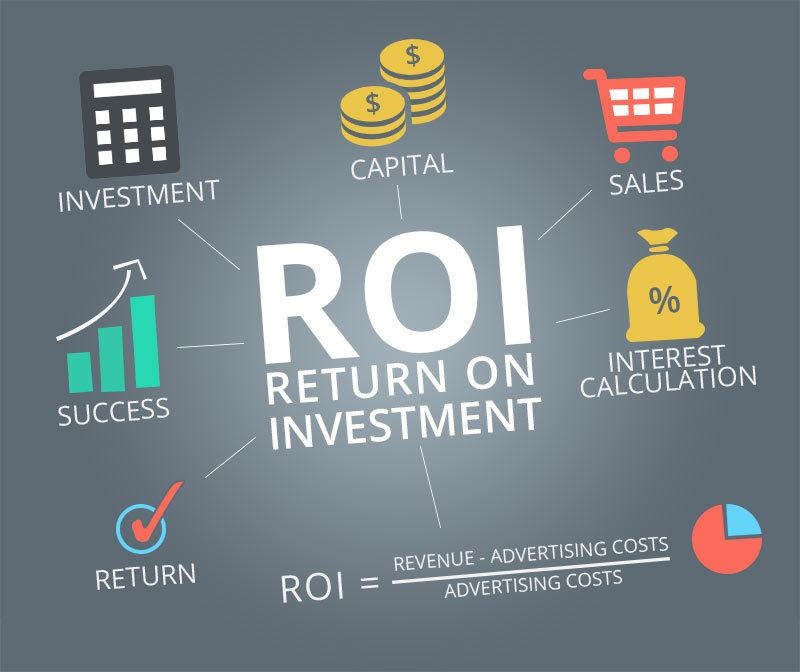 $
$
CAPITAL
INVESTMENT
SALES
ROI
RETURN ON
INVESTMENT
%
INTEREST
CALCULATION
SUCCESS
RETURN
ROI = REVENUE - ADVERTISING COSTS
ADVERTISING COSTS